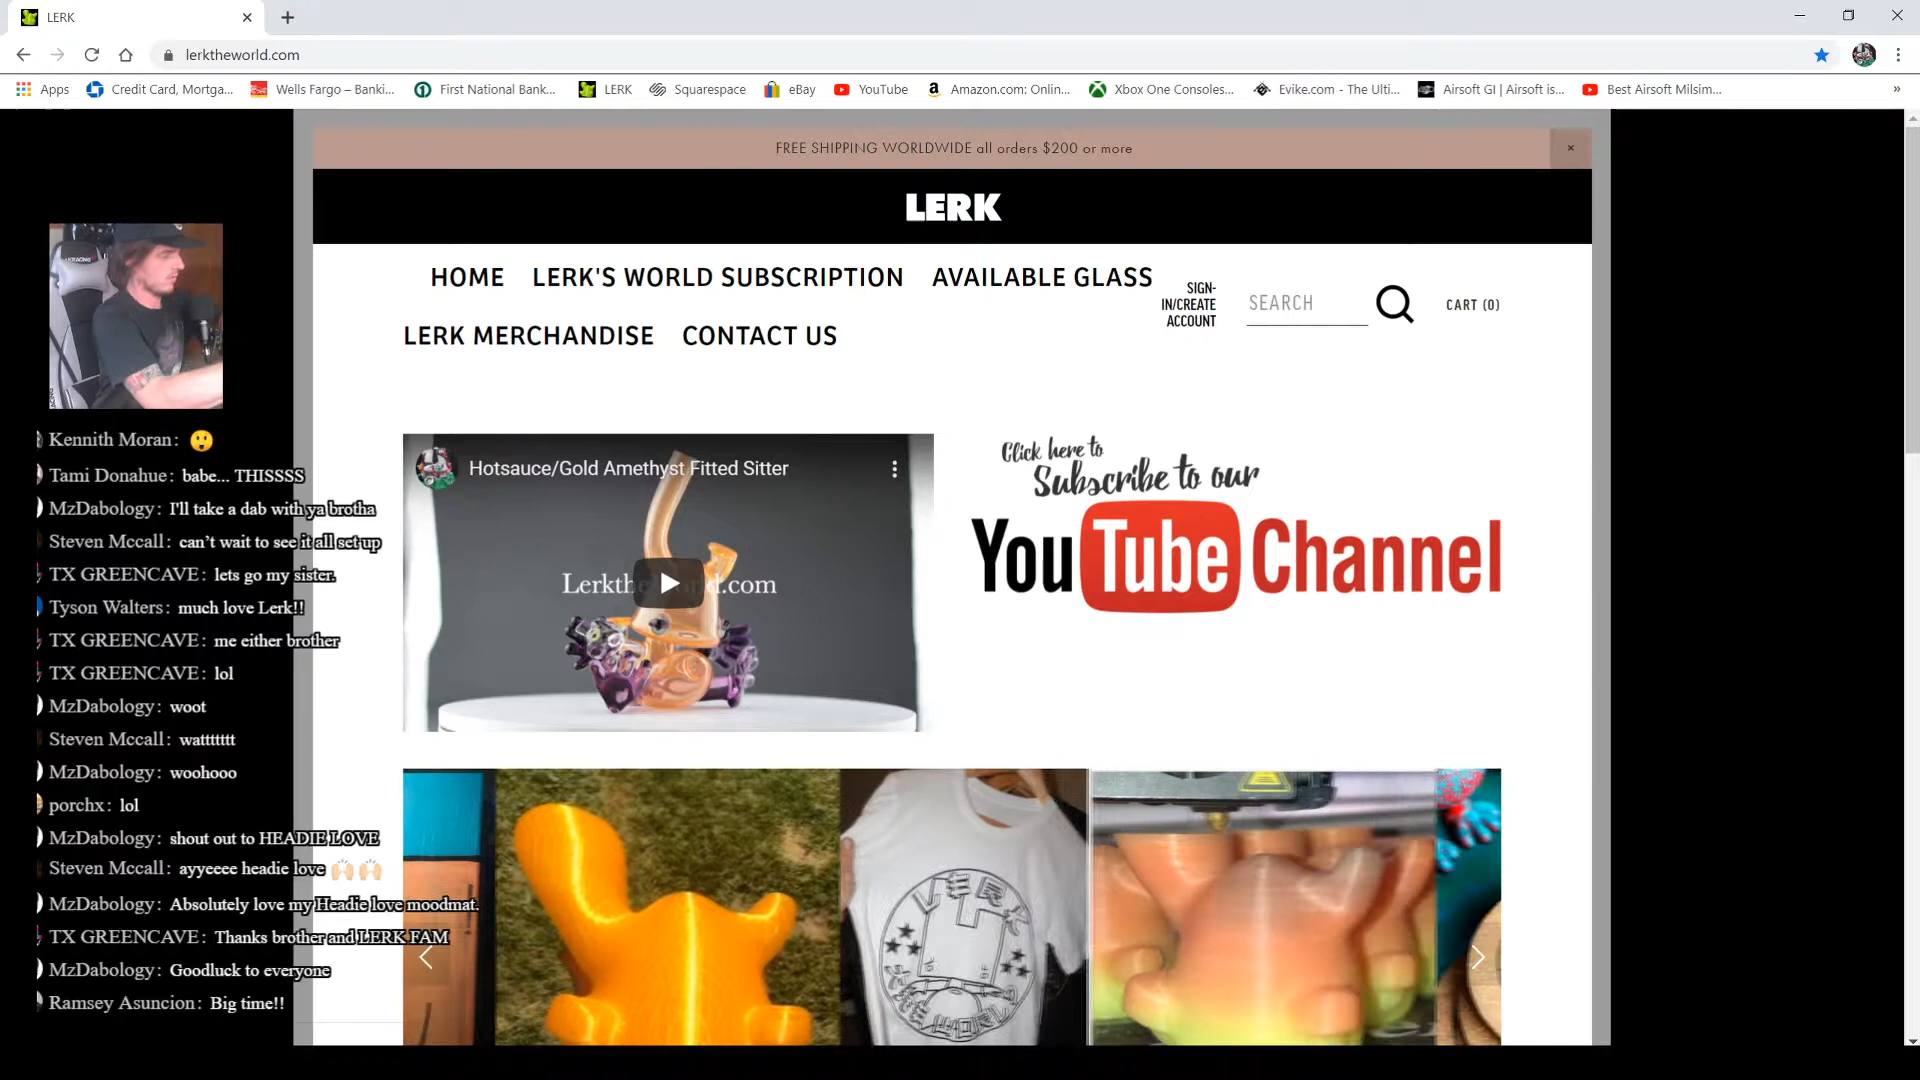 LERK
lerktheworld.com
Apps
Credit Card, Mortga...
Wells Fargo – Banki...
First National Bank...
LERK
Squarespace
eBay
YouTube
Amazon.com: Onlin...
Xbox One Consoles...
Evike.com - The Ulti...
Airsoft GI | Airsoft is...
Best Airsoft Milsim...
»
FREE SHIPPING WORLDWIDE all orders $200 or more
LERK
HOME LERK'S WORLD SUBSCRIPTION AVAILABLE GLASS
LERK MERCHANDISE CONTACT US
SIGN-
IN/CREATE
ACCOUNT
SEARCH
CART (0)
Hotsauce/Gold Amethyst Fitted Sitter
Click here to
Subscribe to our
YouTube Channel
Kennith Moran: 😲
Tami Donahue: babe... THISSSS
MzDabology: I'll take a dab with ya brotha
Steven Mccall: can't wait to see it all set up
TX GREENCAVE: lets go my sister.
Tyson Walters: much love Lerk!!
TX GREENCAVE: me either brother
TX GREENCAVE: lol
MzDabology: woot
Steven Mccall: wattttttt
MzDabology: woohooo
porchx: lol
MzDabology: shout out to HEADIE LOVE
Steven Mccall: ayyeeee headie love 🙌🏻 🙌🏻
MzDabology: Absolutely love my Headie love moodmat.
TX GREENCAVE: Thanks brother and LERK FAM
MzDabology: Goodluck to everyone
Ramsey Asuncion: Big time!!